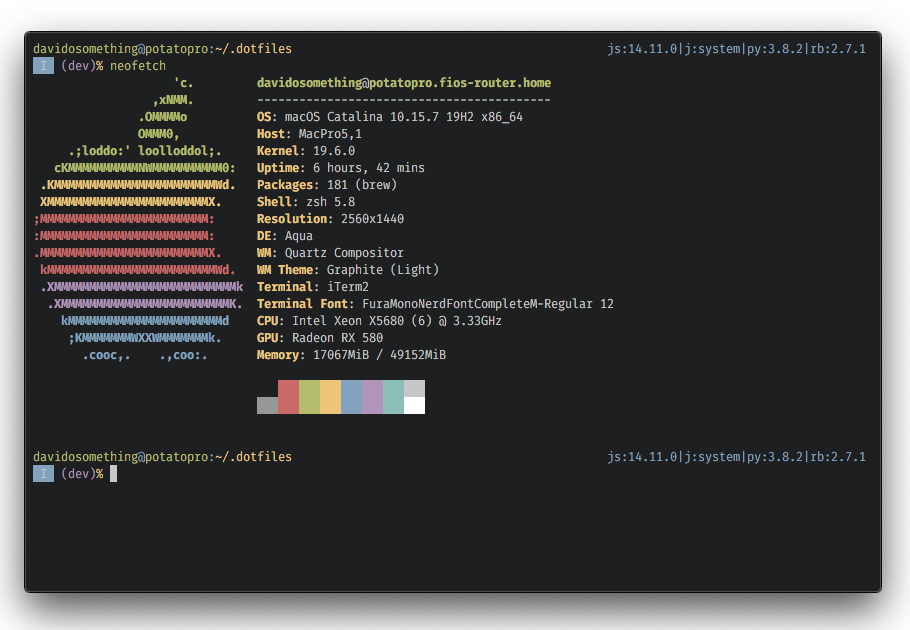 davidosomething@potatopro:~/.dotfiles js:14.11.0|j:system|py:3.8.2|rb:2.7.1
I (dev)% neofetch
'c. davidosomething@potatopro.fios-router.home
,xNMM. ------------------------------------------
.OMMMMo OS: macOS Catalina 10.15.7 19H2 x86_64
OMMM0, Host: MacPro5,1
.;loddo:' loolloddol;. Kernel: 19.6.0
cKMMMMMMMMMMNWMMMMMMMMMM0: Uptime: 6 hours, 42 mins
.KMMMMMMMMMMMMMMMMMMMMMMMWd. Packages: 181 (brew)
XMMMMMMMMMMMMMMMMMMMMMMMX. Shell: zsh 5.8
;MMMMMMMMMMMMMMMMMMMMMMMM: Resolution: 2560x1440
:MMMMMMMMMMMMMMMMMMMMMMMM: DE: Aqua
.MMMMMMMMMMMMMMMMMMMMMMMMX. WM: Quartz Compositor
kMMMMMMMMMMMMMMMMMMMMMMMMWd. WM Theme: Graphite (Light)
.XMMMMMMMMMMMMMMMMMMMMMMMMMMk Terminal: iTerm2
.XMMMMMMMMMMMMMMMMMMMMMMMMK. Terminal Font: FuraMonoNerdFontCompleteM-Regular 12
kMMMMMMMMMMMMMMMMMMMMMMd CPU: Intel Xeon X5680 (6) @ 3.33GHz
;KMMMMMMMWXXWMMMMMMMk. GPU: Radeon RX 580
.cooc,. .,coo:. Memory: 17067MiB / 49152MiB
davidosomething@potatopro:~/.dotfiles js:14.11.0|j:system|py:3.8.2|rb:2.7.1
I (dev)%